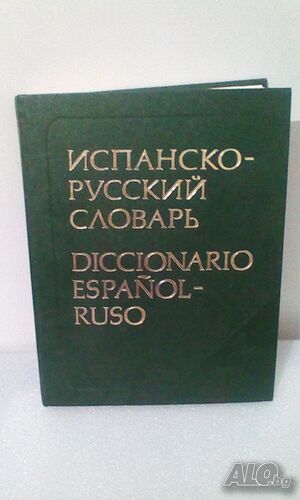 ИСПАНСКО-
РУССКИЙ
СЛОВАРЬ
DICCIONARIO
ESPAÑOL-
RUSO
ALO.bg